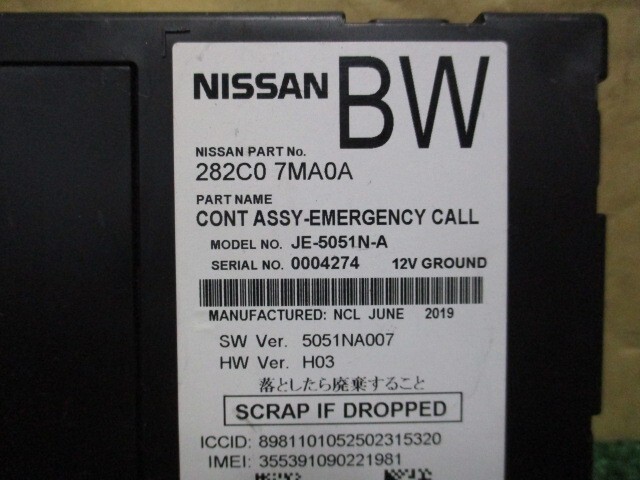 NISSAN BW
NISSAN PART No.
282C0 7MA0A
PART NAME
CONT ASSY-EMERGENCY CALL
MODEL NO. JE-5051N-A
SERIAL NO. 0004274 12V GROUND
MANUFACTURED: NCL JUNE 2019
SW Ver. 5051NA007
HW Ver. H03
落としたら廃棄すること
SCRAP IF DROPPED
ICCID: 8981101052502315320
IMEI: 355391090221981